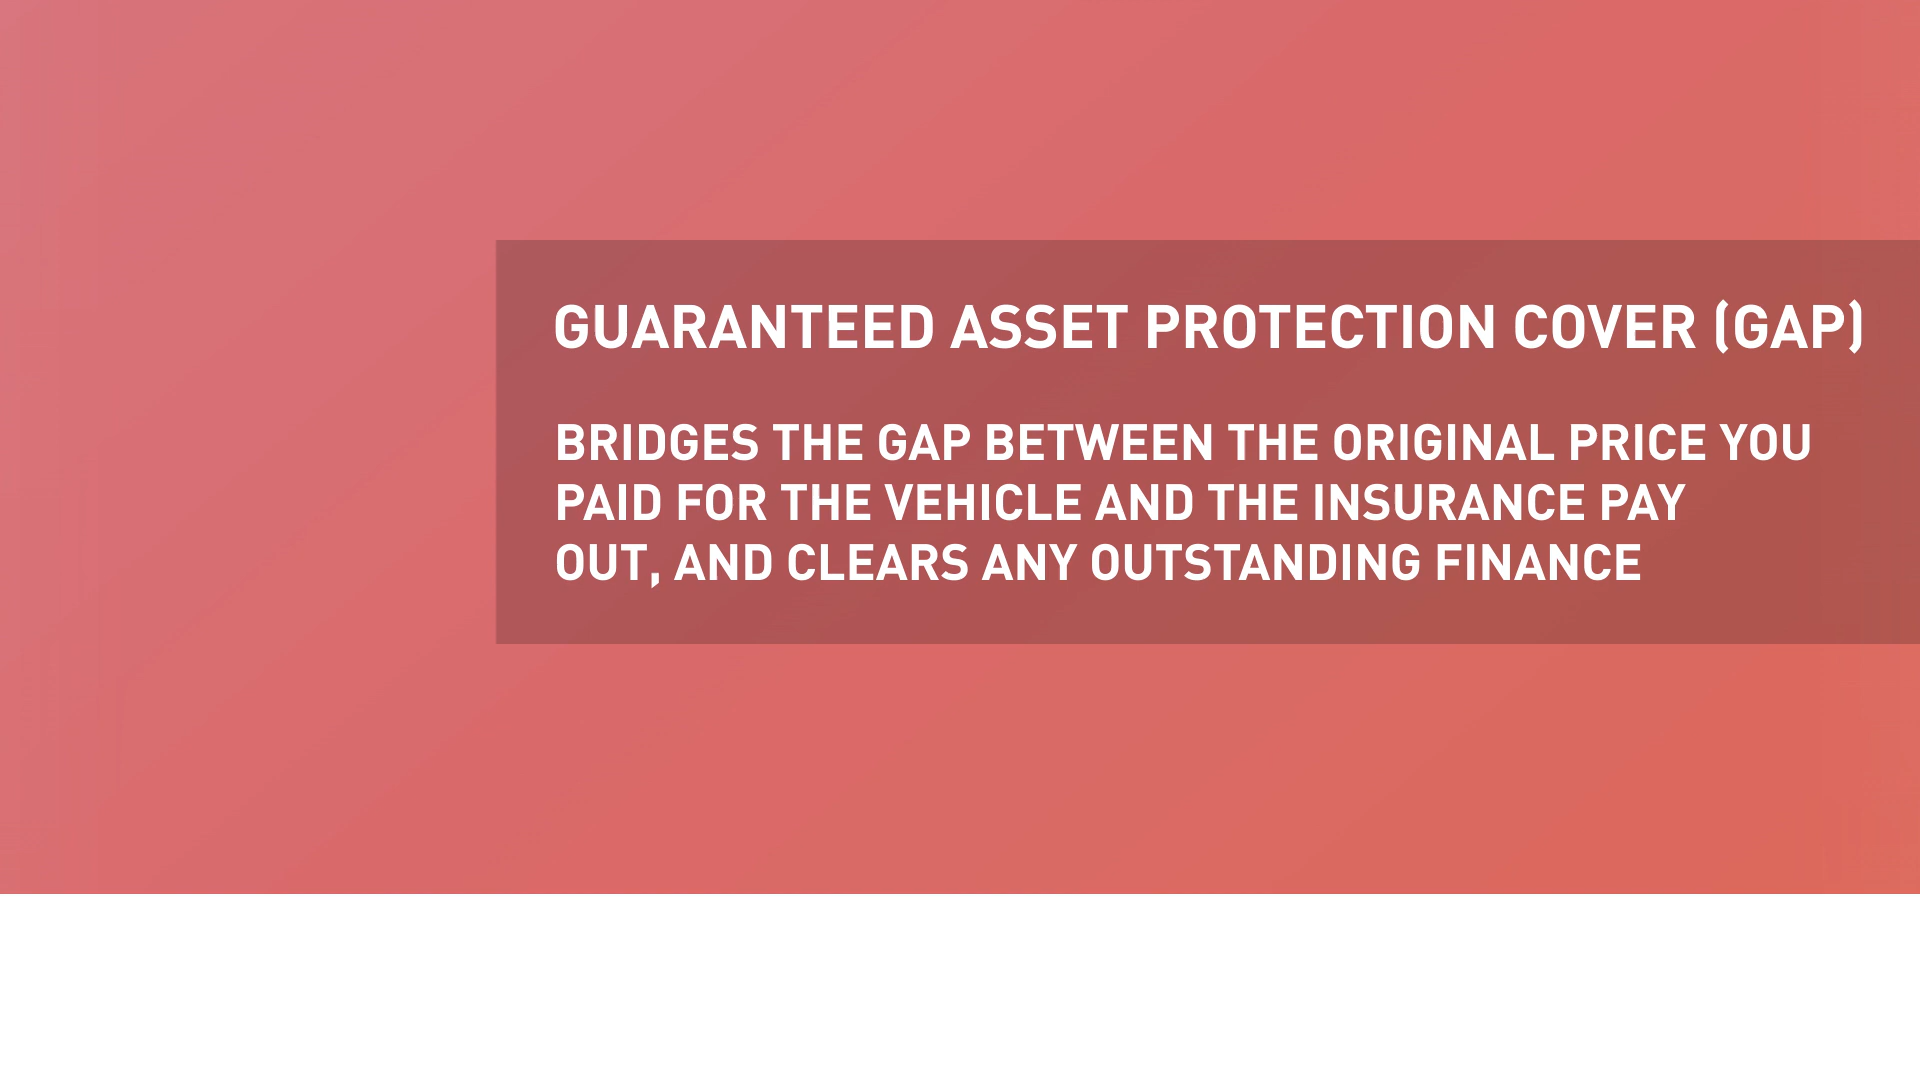 GUARANTEED ASSET PROTECTION COVER (GAP)
BRIDGES THE GAP BETWEEN THE ORIGINAL PRICE YOU
PAID FOR THE VEHICLE AND THE INSURANCE PAY
OUT, AND CLEARS ANY OUTSTANDING FINANCE